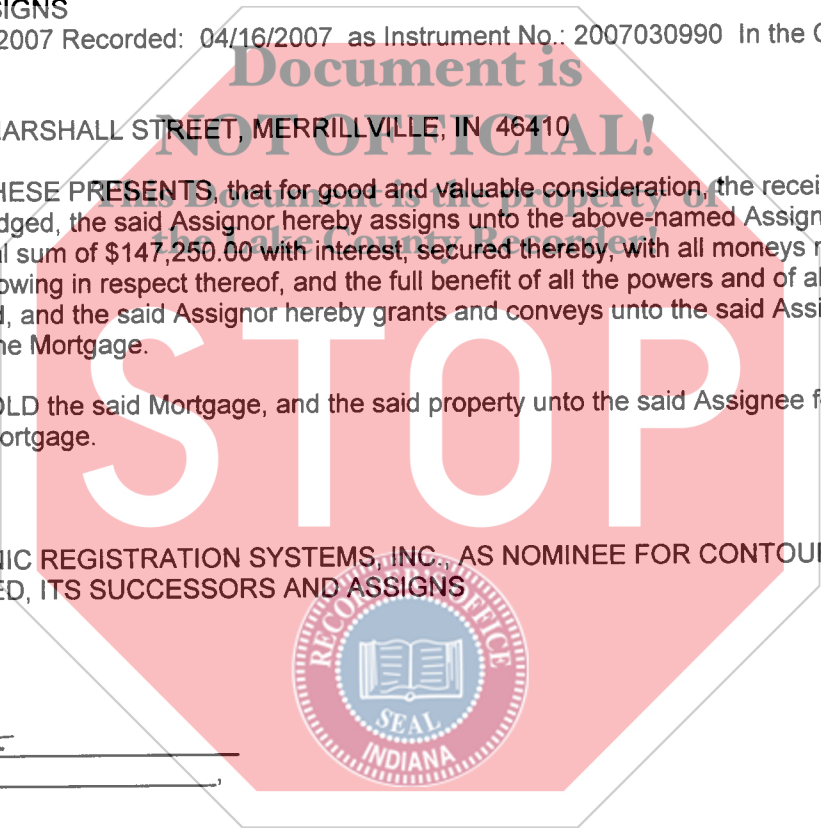 SIGNS
2007 Recorded: 04/16/2007 as Instrument No.: 2007030990 In the C
Document is
NOT OFFICIAL!
This Document is the property of
the Lake County Recorder!
ARSHALL STREET, MERRILLVILLE, IN 46410
HESE PRESENTS, that for good and valuable consideration, the recei
dged, the said Assignor hereby assigns unto the above-named Assign
l sum of $147,250.00 with interest, secured thereby, with all moneys
owing in respect thereof, and the full benefit of all the powers and of al
, and the said Assignor hereby grants and conveys unto the said Assi
he Mortgage.
STOP
OLD the said Mortgage, and the said property unto the said Assignee f
ortgage.
NIC REGISTRATION SYSTEMS, INC., AS NOMINEE FOR CONTOU
ED, ITS SUCCESSORS AND ASSIGNS
RECORDER'S OFFICE
SEAL
INDIANA